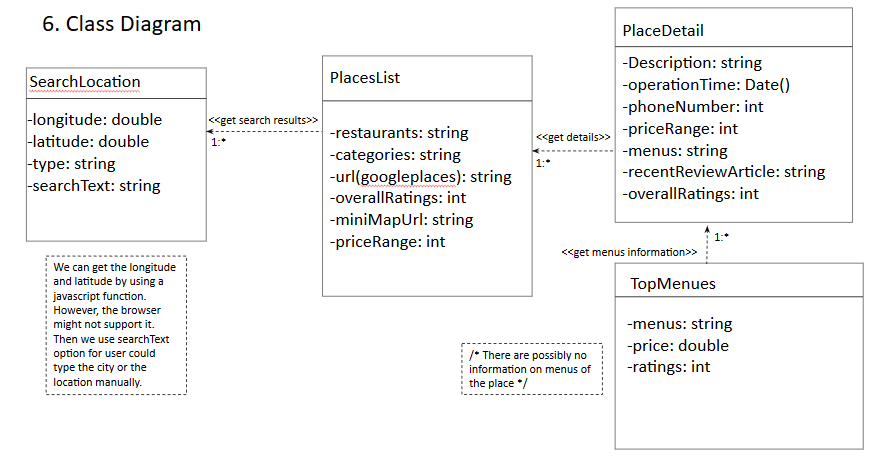 6. Class Diagram
SearchLocation
-longitude: double
-latitude: double
-type: string
-searchText: string
<<get search results>>
1:*
PlacesList
-restaurants: string
-categories: string
-url(googleplaces): string
-overallRatings: int
-miniMapUrl: string
-priceRange: int
<<get details>>
1:*
PlaceDetail
-Description: string
-operationTime: Date()
-phoneNumber: int
-priceRange: int
-menus: string
-recentReviewArticle: string
-overallRatings: int
1:*
<<get menus information>>
TopMenues
-menus: string
-price: double
-ratings: int
We can get the longitude
and latitude by using a
javascript function.
However, the browser
might not support it.
Then we use searchText
option for user could
type the city or the
location manually.
/* There are possibly no
information on menus of
the place */